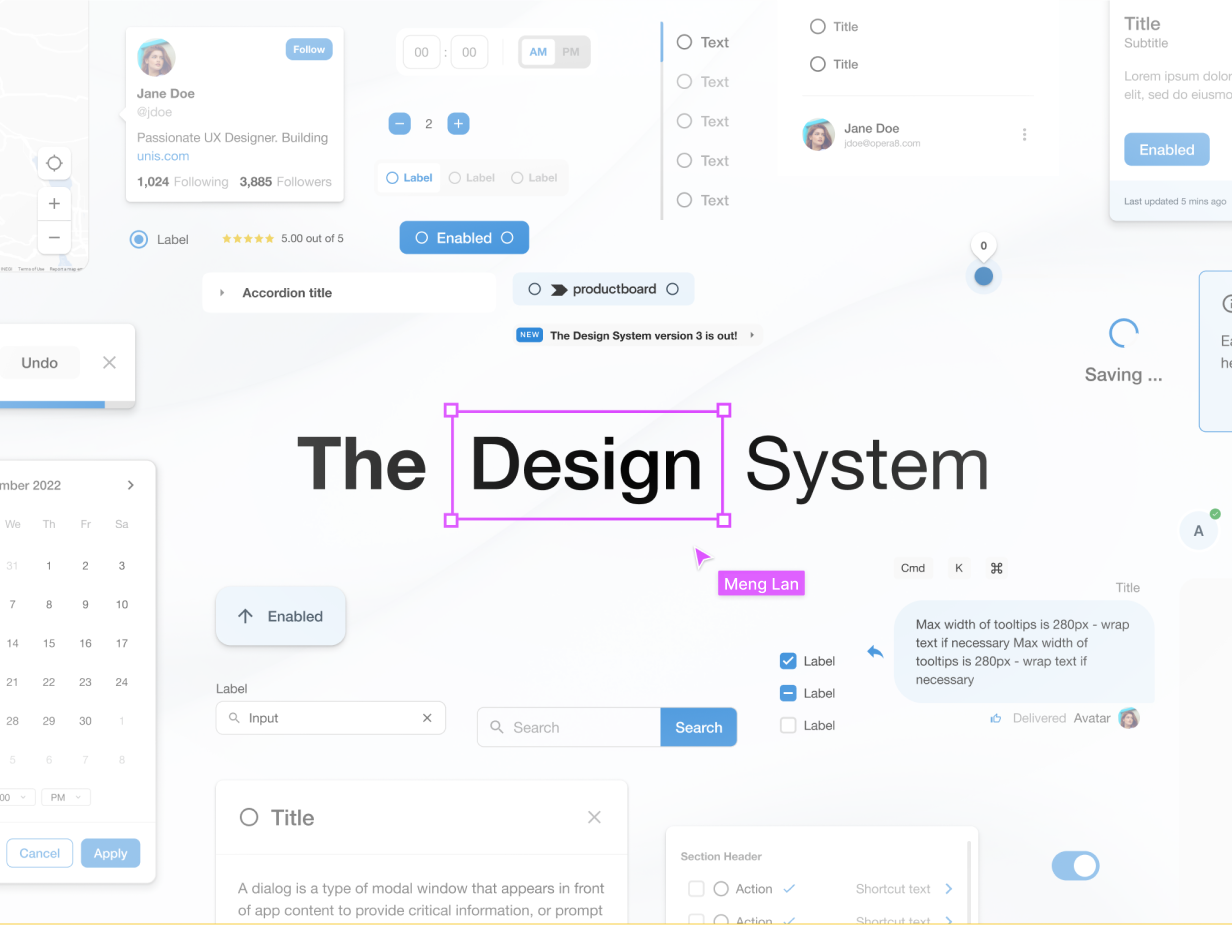 Follow
Jane Doe
@jdoe
Passionate UX Designer. Building
unis.com
1,024 Following 3,885 Followers
Terms of Use
Label
5.00 out of 5
00 : 00 AM PM
2
Label Label Label
Enabled
Text
Text
Text
Text
Text
Title
Title
Jane Doe
jdoe@opera8.com
Title
Subtitle
Lorem ipsum dolor
elit, sed do eiusmo
Enabled
Last updated 5 mins ago
Accordion title
productboard
NEW The Design System version 3 is out!
0
Saving ...
Ea
he
Undo
The Design System
Meng Lan
mber 2022
We Th Fr Sa
31 1 2 3
7 8 9 10
14 15 16 17
21 22 23 24
28 29 30 1
5 6 7 8
00 PM
Cancel Apply
Enabled
Label
Input
Search Search
Label
Label
Label
Cmd K ⌘
Title
Max width of tooltips is 280px - wrap
text if necessary Max width of
tooltips is 280px - wrap text if
necessary
Delivered Avatar
A
Title
A dialog is a type of modal window that appears in front
of app content to provide critical information, or prompt
Section Header
Action Shortcut text
Action Shortcut text